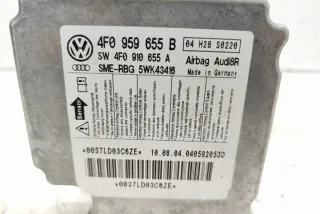 4F0 959 655 B
04 H28 S0220
SW 4F0 910 655 A
Airbag Audi8R
SME-RBG 5WK43416
Made in Germany
Sensor
*0037LD03C6ZE*
10.08.04.0405920530
*0037LD03C6ZE*